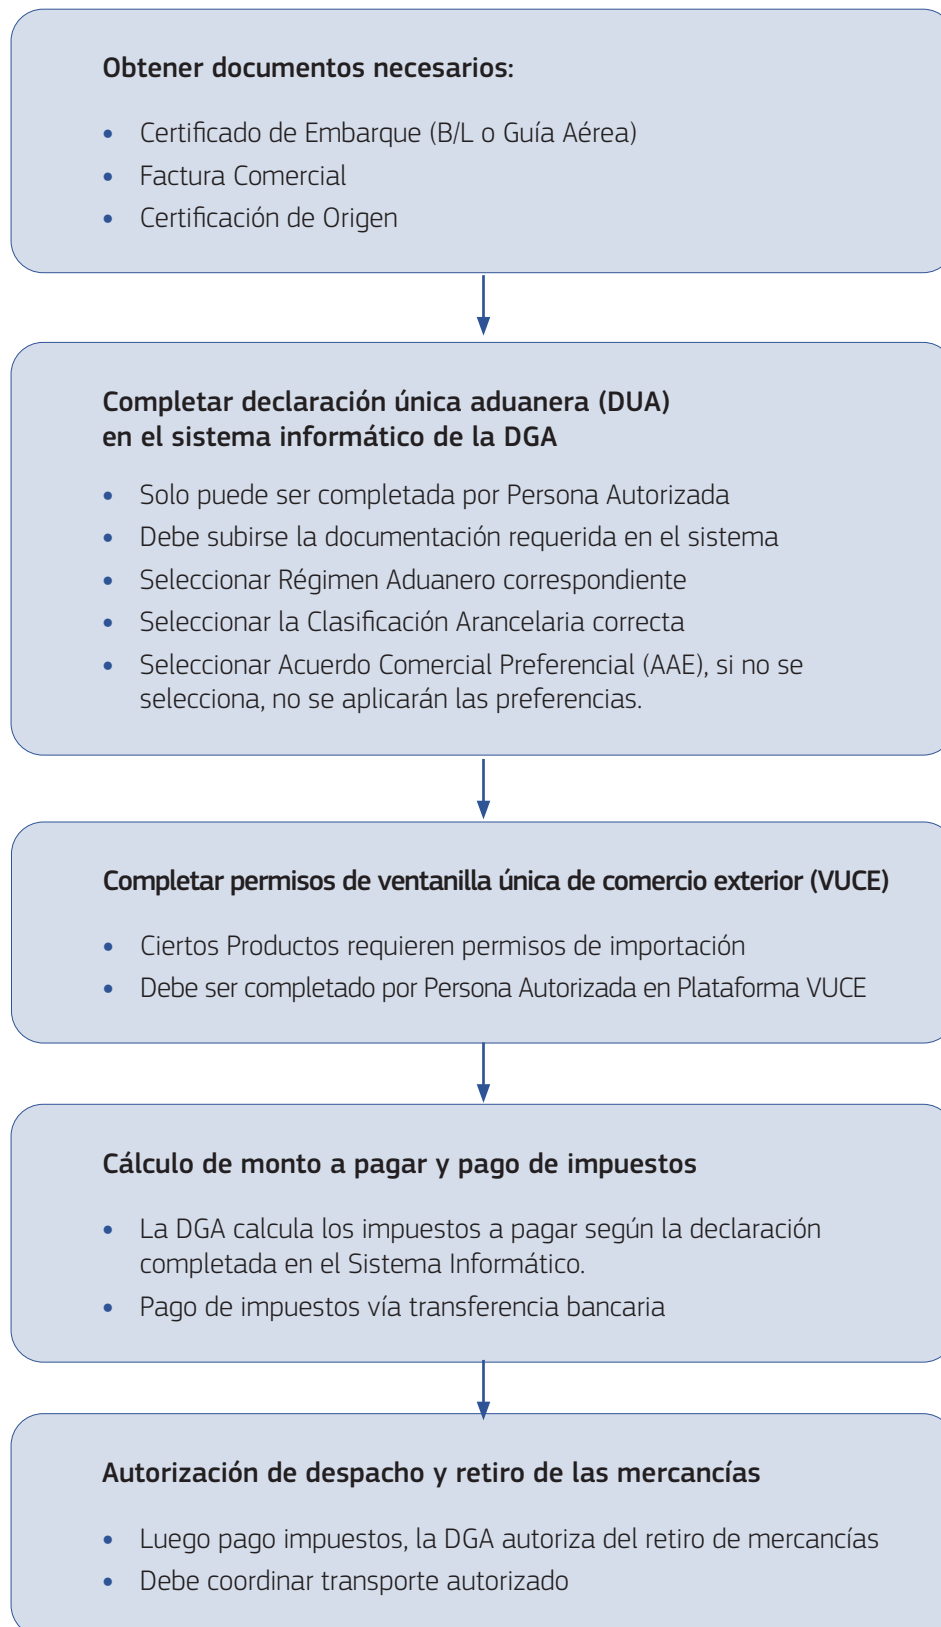 Obtener documentos necesarios:
• Certificado de Embarque (B/L o Guía Aérea)
• Factura Comercial
• Certificación de Origen
Completar declaración única aduanera (DUA)
en el sistema informático de la DGA
• Solo puede ser completada por Persona Autorizada
• Debe subirse la documentación requerida en el sistema
• Seleccionar Régimen Aduanero correspondiente
• Seleccionar la Clasificación Arancelaria correcta
• Seleccionar Acuerdo Comercial Preferencial (AAE), si no se
selecciona, no se aplicarán las preferencias.
Completar permisos de ventanilla única de comercio exterior (VUCE)
• Ciertos Productos requieren permisos de importación
• Debe ser completado por Persona Autorizada en Plataforma VUCE
Cálculo de monto a pagar y pago de impuestos
• La DGA calcula los impuestos a pagar según la declaración
completada en el Sistema Informático.
• Pago de impuestos vía transferencia bancaria
Autorización de despacho y retiro de las mercancías
• Luego pago impuestos, la DGA autoriza del retiro de mercancías
• Debe coordinar transporte autorizado